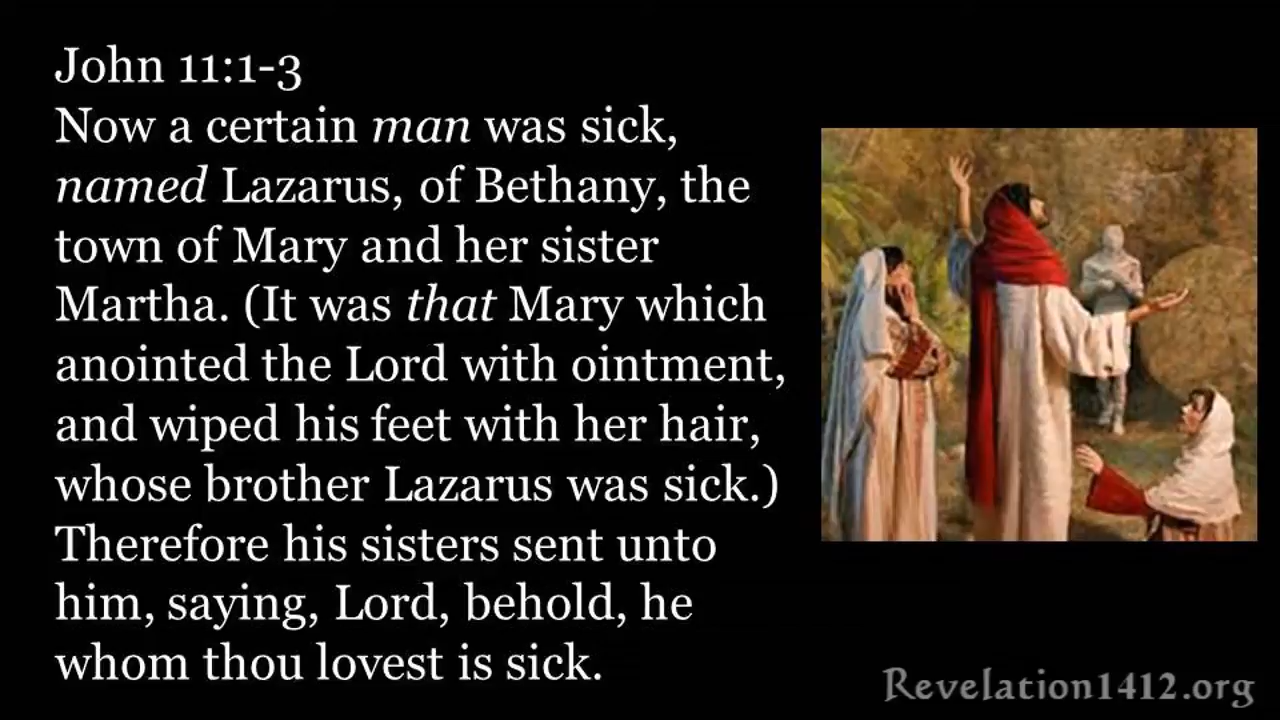 John 11:1-3
Now a certain man was sick,
named Lazarus, of Bethany, the
town of Mary and her sister
Martha. (It was that Mary which
anointed the Lord with ointment,
and wiped his feet with her hair,
whose brother Lazarus was sick.)
Therefore his sisters sent unto
him, saying, Lord, behold, he
whom thou lovest is sick.
Revelation1412.org